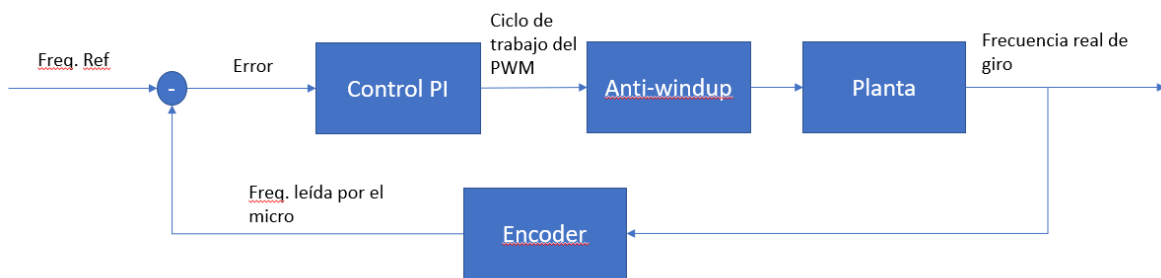 Freq. Ref
-
Error
Control PI
Ciclo de
trabajo del
PWM
Anti-windup
Planta
Frecuencia real de
giro
Freq. leída por el
micro
Encoder